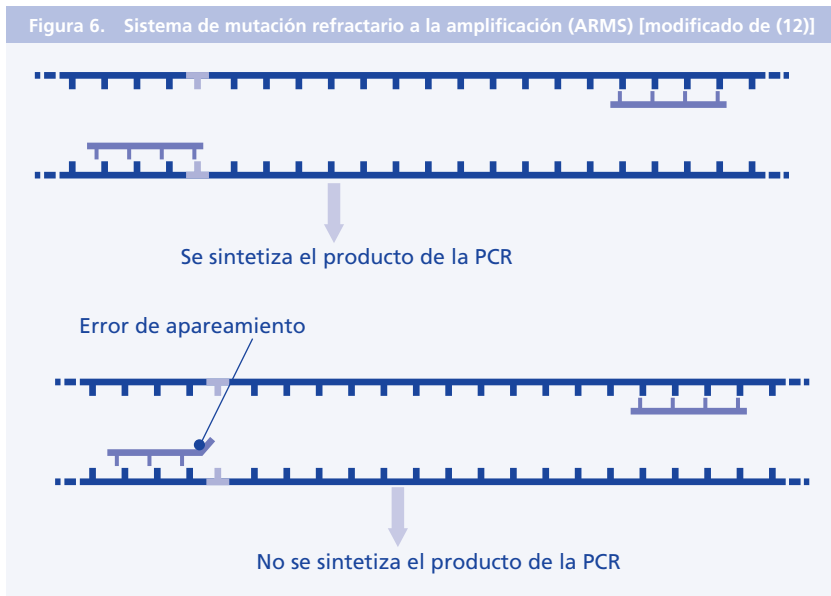 Figura 6. Sistema de mutación refractario a la amplificación (ARMS) [modificado de (12)]
Se sintetiza el producto de la PCR
Error de apareamiento
No se sintetiza el producto de la PCR